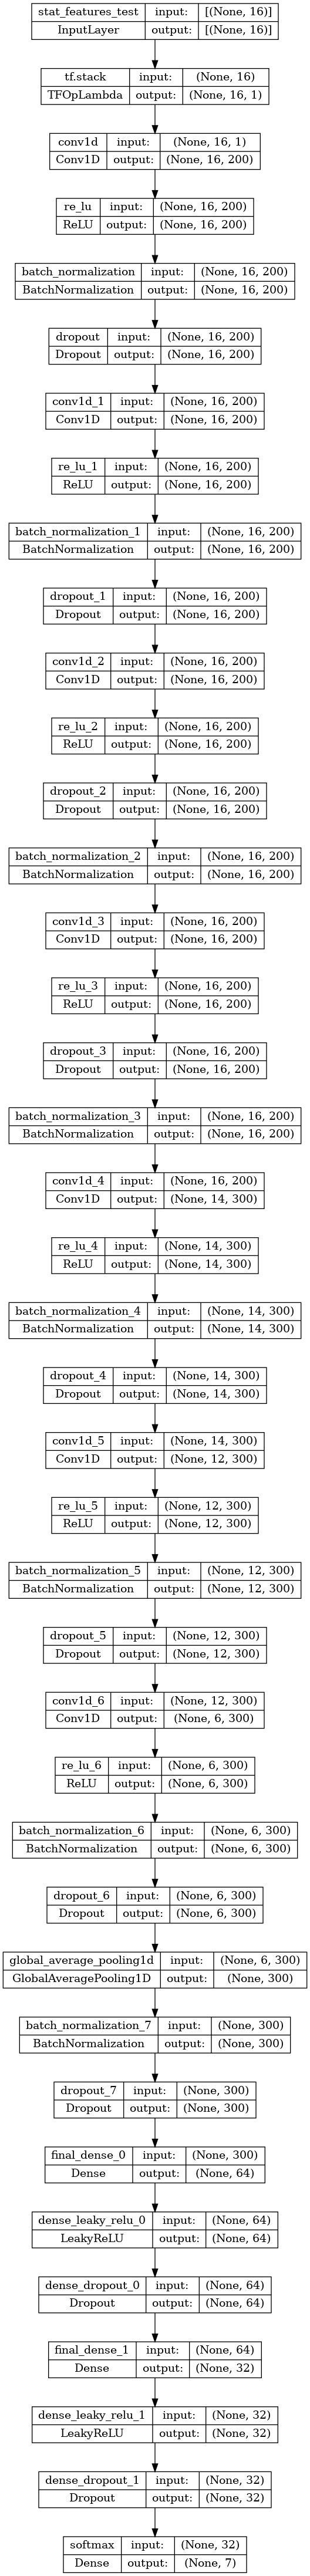 stat_features_test input: [(None, 16)]
InputLayer output: [(None, 16)]
tf.stack input: (None, 16)
TFOpLambda output: (None, 16, 1)
conv1d input: (None, 16, 1)
Conv1D output: (None, 16, 200)
re_lu input: (None, 16, 200)
ReLU output: (None, 16, 200)
batch_normalization input: (None, 16, 200)
BatchNormalization output: (None, 16, 200)
dropout input: (None, 16, 200)
Dropout output: (None, 16, 200)
conv1d_1 input: (None, 16, 200)
Conv1D output: (None, 16, 200)
re_lu_1 input: (None, 16, 200)
ReLU output: (None, 16, 200)
batch_normalization_1 input: (None, 16, 200)
BatchNormalization output: (None, 16, 200)
dropout_1 input: (None, 16, 200)
Dropout output: (None, 16, 200)
conv1d_2 input: (None, 16, 200)
Conv1D output: (None, 16, 200)
re_lu_2 input: (None, 16, 200)
ReLU output: (None, 16, 200)
dropout_2 input: (None, 16, 200)
Dropout output: (None, 16, 200)
batch_normalization_2 input: (None, 16, 200)
BatchNormalization output: (None, 16, 200)
conv1d_3 input: (None, 16, 200)
Conv1D output: (None, 16, 200)
re_lu_3 input: (None, 16, 200)
ReLU output: (None, 16, 200)
dropout_3 input: (None, 16, 200)
Dropout output: (None, 16, 200)
batch_normalization_3 input: (None, 16, 200)
BatchNormalization output: (None, 16, 200)
conv1d_4 input: (None, 16, 200)
Conv1D output: (None, 14, 300)
re_lu_4 input: (None, 14, 300)
ReLU output: (None, 14, 300)
batch_normalization_4 input: (None, 14, 300)
BatchNormalization output: (None, 14, 300)
dropout_4 input: (None, 14, 300)
Dropout output: (None, 14, 300)
conv1d_5 input: (None, 14, 300)
Conv1D output: (None, 12, 300)
re_lu_5 input: (None, 12, 300)
ReLU output: (None, 12, 300)
batch_normalization_5 input: (None, 12, 300)
BatchNormalization output: (None, 12, 300)
dropout_5 input: (None, 12, 300)
Dropout output: (None, 12, 300)
conv1d_6 input: (None, 12, 300)
Conv1D output: (None, 6, 300)
re_lu_6 input: (None, 6, 300)
ReLU output: (None, 6, 300)
batch_normalization_6 input: (None, 6, 300)
BatchNormalization output: (None, 6, 300)
dropout_6 input: (None, 6, 300)
Dropout output: (None, 6, 300)
global_average_pooling1d input: (None, 6, 300)
GlobalAveragePooling1D output: (None, 300)
batch_normalization_7 input: (None, 300)
BatchNormalization output: (None, 300)
dropout_7 input: (None, 300)
Dropout output: (None, 300)
final_dense_0 input: (None, 300)
Dense output: (None, 64)
dense_leaky_relu_0 input: (None, 64)
LeakyReLU output: (None, 64)
dense_dropout_0 input: (None, 64)
Dropout output: (None, 64)
final_dense_1 input: (None, 64)
Dense output: (None, 32)
dense_leaky_relu_1 input: (None, 32)
LeakyReLU output: (None, 32)
dense_dropout_1 input: (None, 32)
Dropout output: (None, 32)
softmax input: (None, 32)
Dense output: (None, 7)